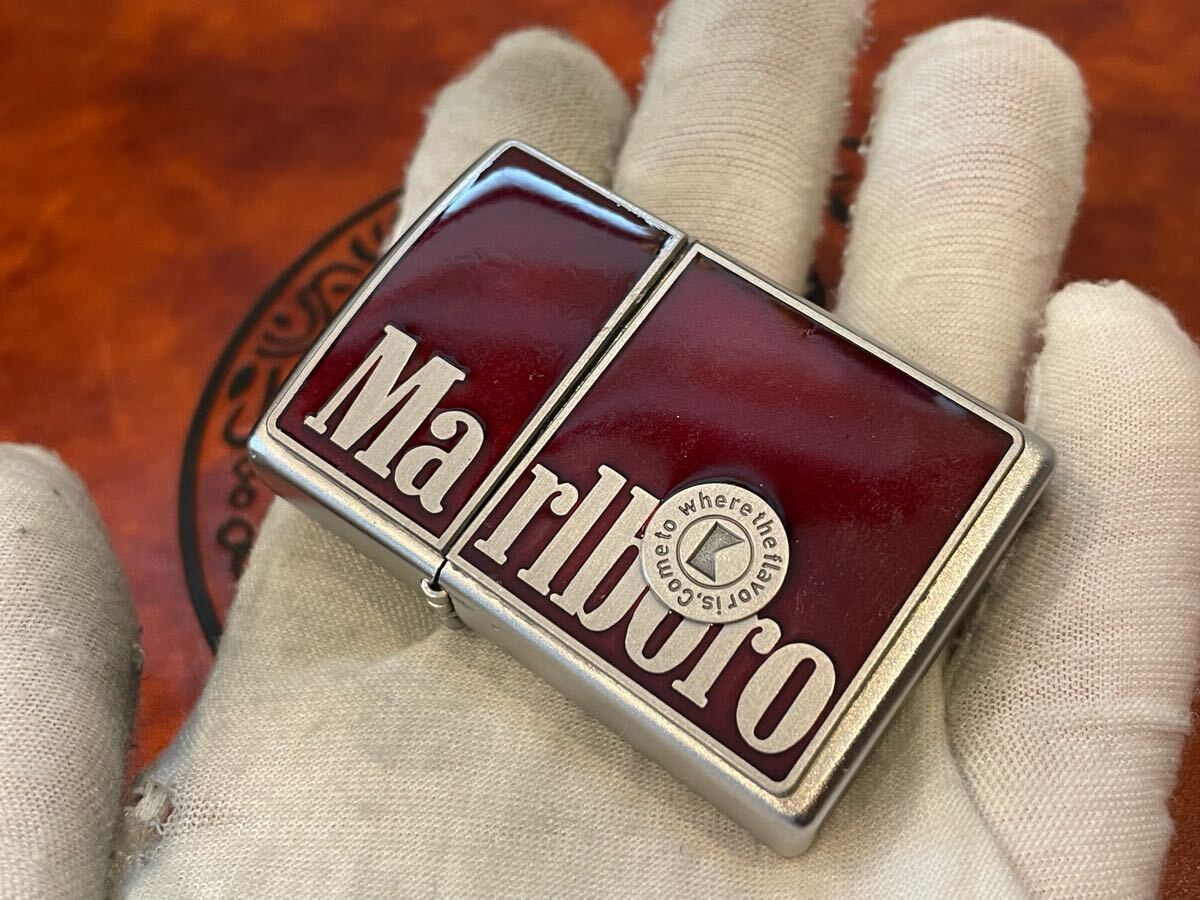 Marlboro
Come to where the flavor is.